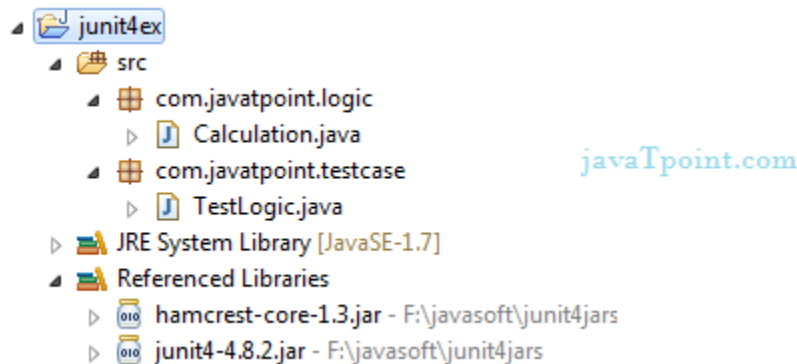 junit4ex
src
com.javatpoint.logic
Calculation.java
com.javatpoint.testcase
javaTpoint.com
TestLogic.java
JRE System Library [JavaSE-1.7]
Referenced Libraries
hamcrest-core-1.3.jar - F:\javasoft\junit4jars
junit4-4.8.2.jar - F:\javasoft\junit4jars